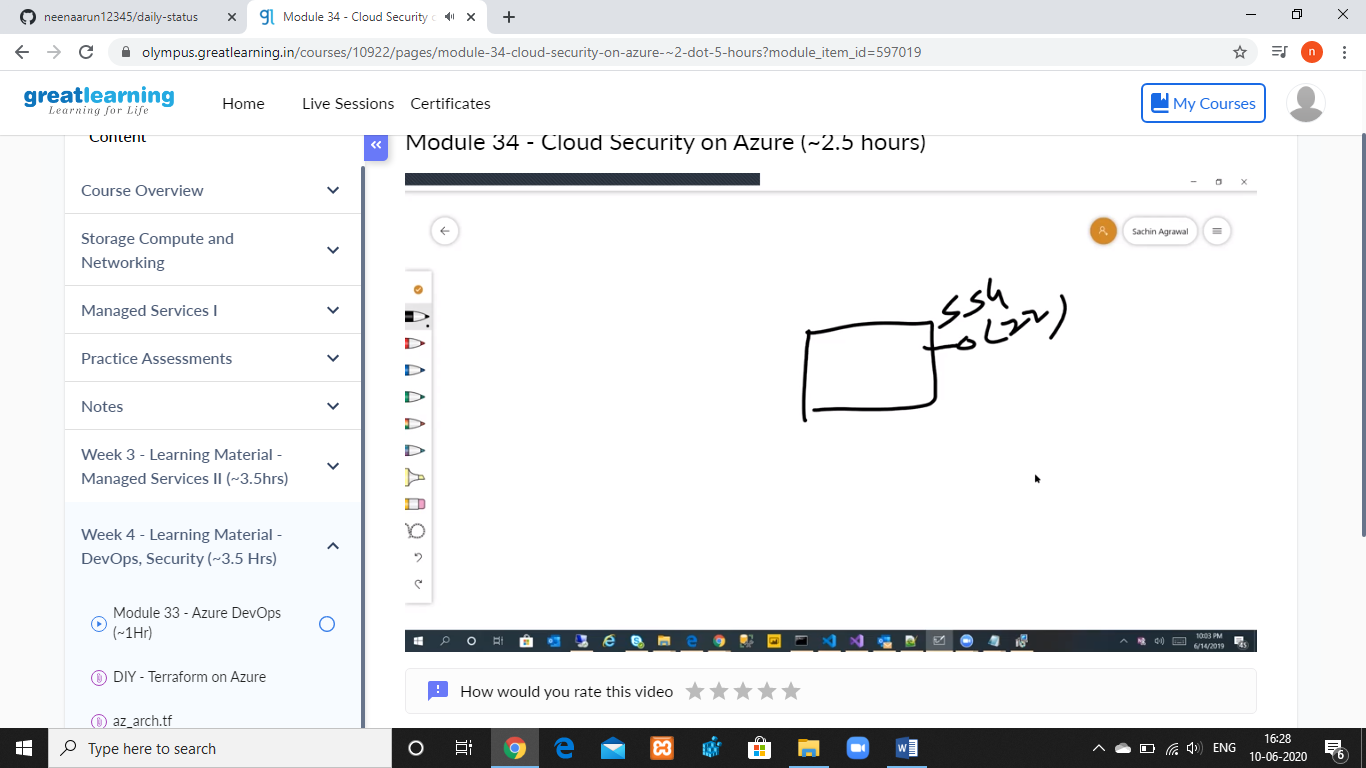 neenaarun12345/daily-status
Module 34 - Cloud Security o
olympus.greatlearning.in/courses/10922/pages/module-34-cloud-security-on-azure-~2-dot-5-hours?module_item_id=597019
n
greatlearning
Learning for Life
Home
Live Sessions
Certificates
My Courses
Content
Course Overview
Storage Compute and
Networking
Managed Services I
Practice Assessments
Notes
Week 3 - Learning Material -
Managed Services II (~3.5hrs)
Week 4 - Learning Material -
DevOps, Security (~3.5 Hrs)
Module 33 - Azure DevOps
(~1Hr)
DIY - Terraform on Azure
az_arch.tf
Module 34 - Cloud Security on Azure (~2.5 hours)
Sachin Agrawal
SSH
(22)
10:03 PM
6/14/2019
45
How would you rate this video
Type here to search
ENG
16:28
10-06-2020
6